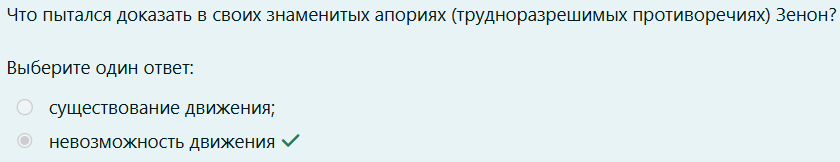 Что пытался доказать в своих знаменитых апориях (трудноразрешимых противоречиях) Зенон?
Выберите один ответ:
существование движения;
невозможность движения